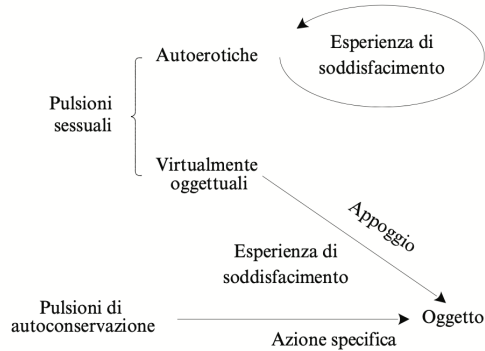 Esperienza di
soddisfacimento
Autoerotiche
Pulsioni
sessuali
Virtualmente
oggettuali
Appoggio
Esperienza di
soddisfacimento
Pulsioni di
autoconservazione
Oggetto
Azione specifica